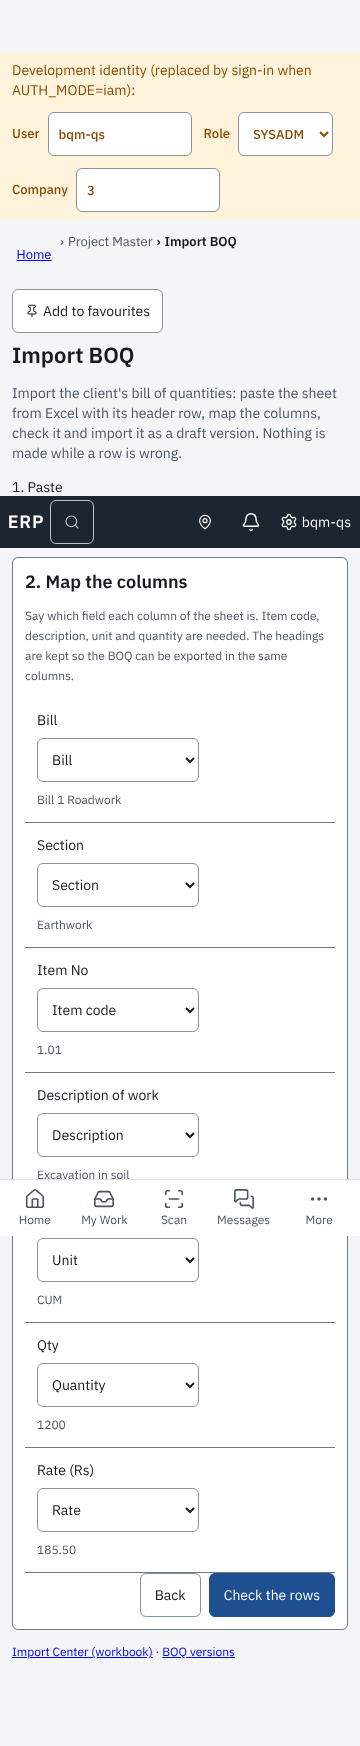 Development identity (replaced by sign-in when
AUTH_MODE=iam):
User bqm-qs Role SYSADM
Company 3
Home › Project Master › Import BOQ
Add to favourites
Import BOQ
Import the client's bill of quantities: paste the sheet
from Excel with its header row, map the columns,
check it and import it as a draft version. Nothing is
made while a row is wrong.
1. Paste
ERP bqm-qs
2. Map the columns
Say which field each column of the sheet is. Item code,
description, unit and quantity are needed. The headings
are kept so the BOQ can be exported in the same
columns.
Bill
Bill
Bill 1 Roadwork
Section
Section
Earthwork
Item No
Item code
1.01
Description of work
Description
Excavation in soil
Home My Work Scan Messages More
Unit
CUM
Qty
Quantity
1200
Rate (Rs)
Rate
185.50
Back Check the rows
Import Center (workbook) · BOQ versions